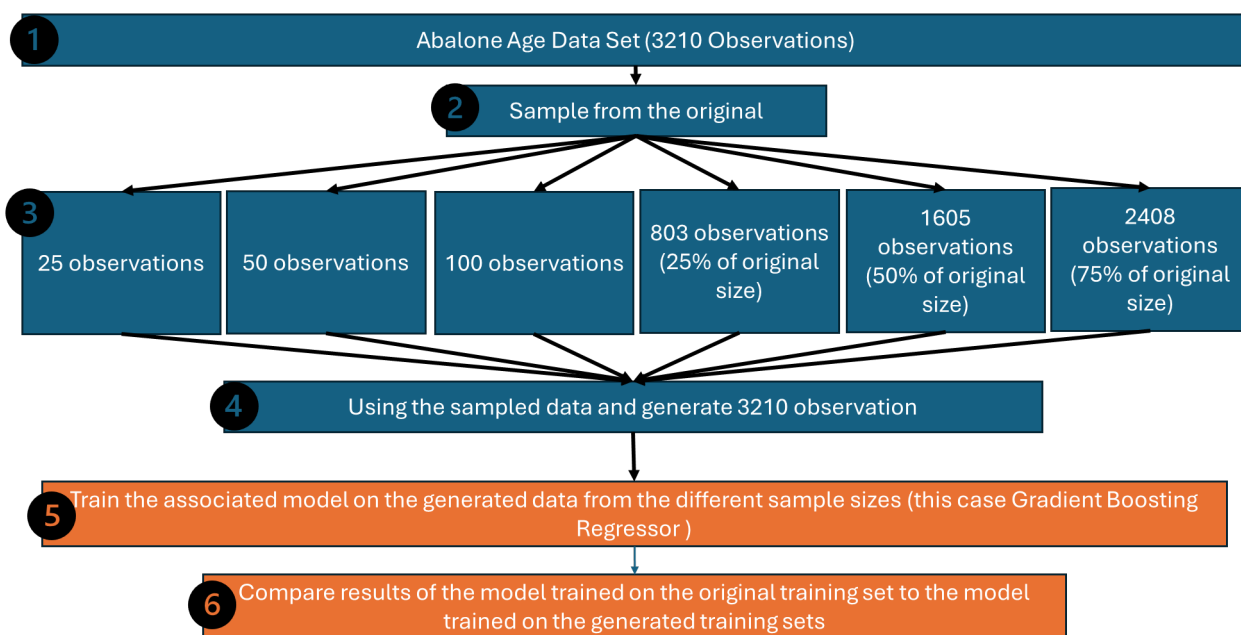 1
Abalone Age Data Set (3210 Observations)
2
Sample from the original
3
25 observations
50 observations
100 observations
803 observations
(25% of original
size)
1605
observations
(50% of original
size)
2408
observations
(75% of original
size)
4
Using the sampled data and generate 3210 observation
5
Train the associated model on the generated data from the different sample sizes (this case Gradient Boosting
Regressor )
6
Compare results of the model trained on the original training set to the model
trained on the generated training sets